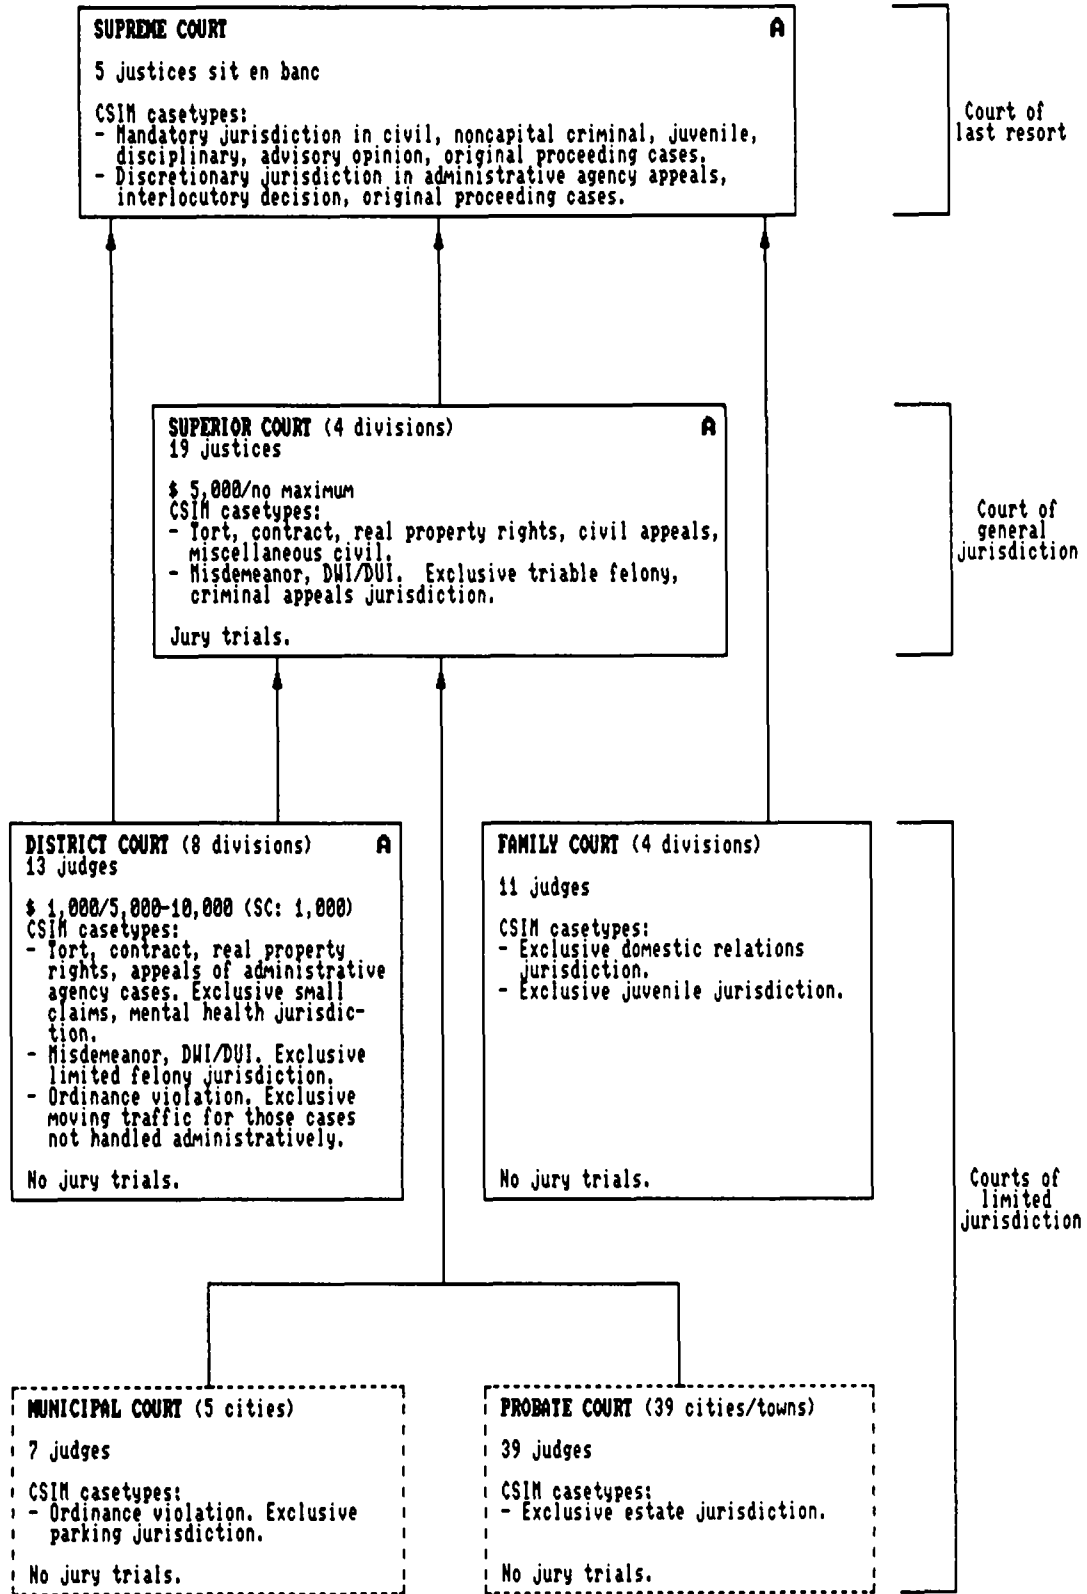 SUPREME COURT A
5 justices sit en banc
CSIM casetypes:
- Mandatory jurisdiction in civil, noncapital criminal, juvenile,
disciplinary, advisory opinion, original proceeding cases.
- Discretionary jurisdiction in administrative agency appeals,
interlocutory decision, original proceeding cases.
Court of
last resort
SUPERIOR COURT (4 divisions) A
19 justices
$ 5,000/no maximum
CSIM casetypes:
- Tort, contract, real property rights, civil appeals,
miscellaneous civil.
- Misdemeanor, DWI/DUI. Exclusive triable felony,
criminal appeals jurisdiction.
Jury trials.
Court of
general
jurisdiction
DISTRICT COURT (8 divisions) A
13 judges
$ 1,000/5,000-10,000 (SC: 1,000)
CSIM casetypes:
- Tort, contract, real property
rights, appeals of administrative
agency cases. Exclusive small
claims, mental health jurisdic-
tion.
- Misdemeanor, DWI/DUI. Exclusive
limited felony jurisdiction.
- Ordinance violation. Exclusive
moving traffic for those cases
not handled administratively.
No jury trials.
FAMILY COURT (4 divisions)
11 judges
CSIM casetypes:
- Exclusive domestic relations
jurisdiction.
- Exclusive juvenile jurisdiction.
No jury trials.
Courts of
limited
jurisdiction
MUNICIPAL COURT (5 cities)
7 judges
CSIM casetypes:
- Ordinance violation. Exclusive
parking jurisdiction.
No jury trials.
PROBATE COURT (39 cities/towns)
39 judges
CSIM casetypes:
- Exclusive estate jurisdiction.
No jury trials.